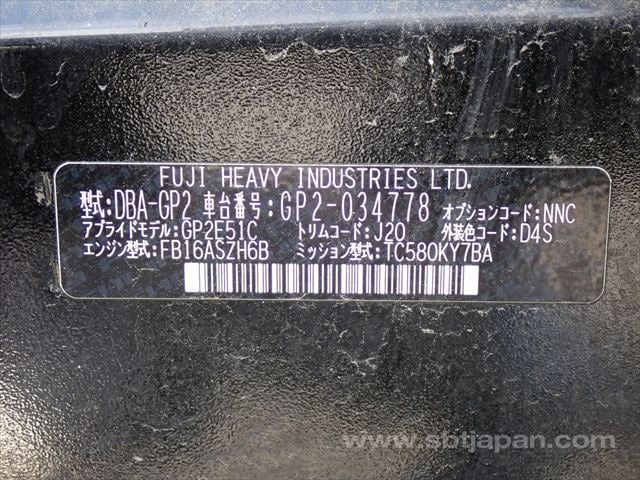 FUJI HEAVY INDUSTRIES LTD.
型式:DBA-GP2 車台番号:GP2-034778 オプションコード:NNC
アプライドモデル:GP2E51C トリムコード:J20 外装色コード:D4S
エンジン型式:FB16ASZH6B ミッション型式:TC580KY7BA
www.sbtjapan.com